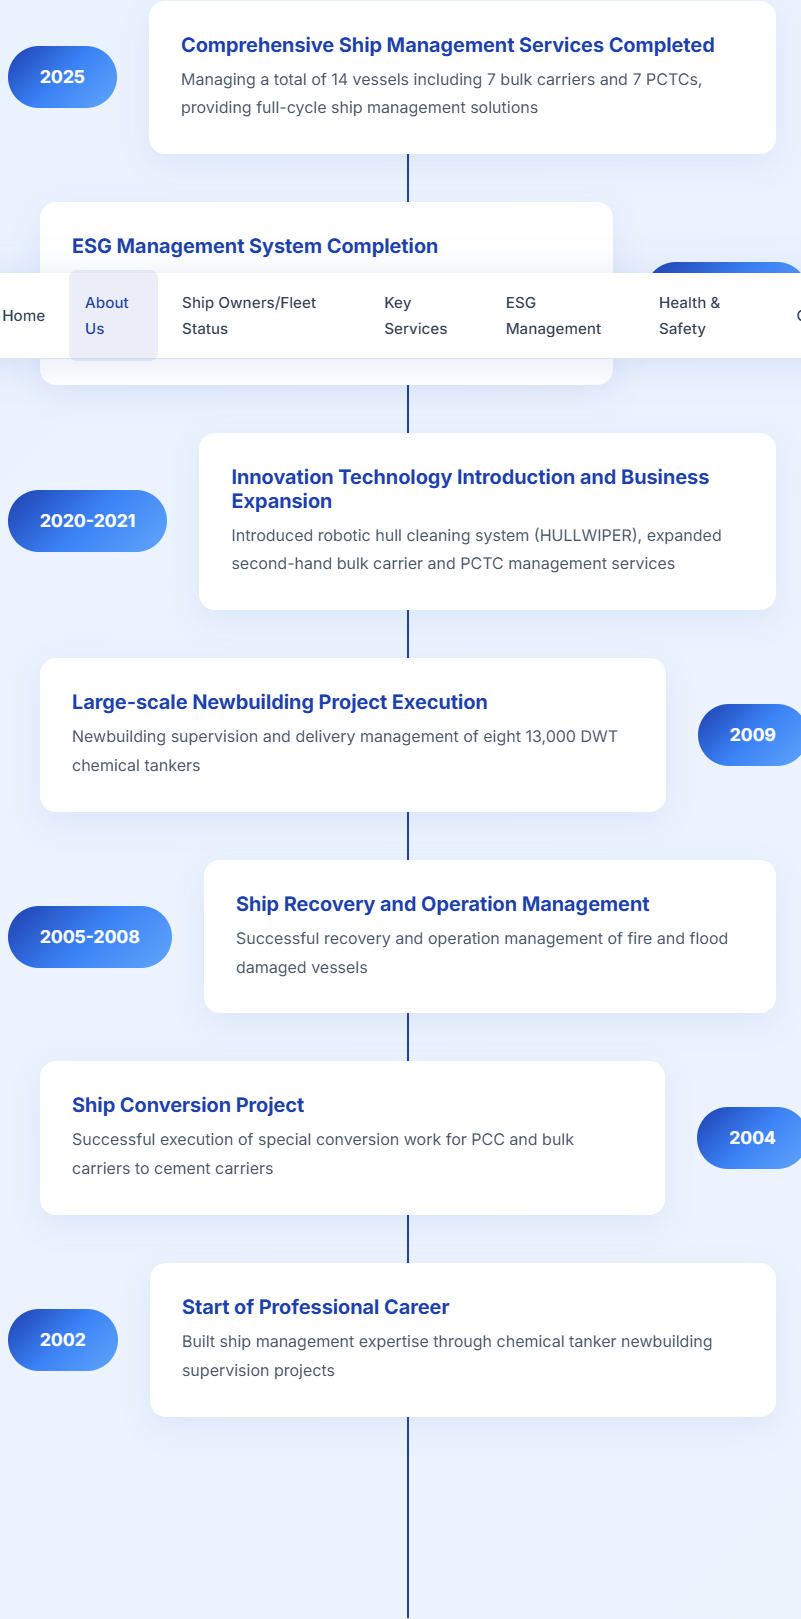 2025
Comprehensive Ship Management Services Completed
Managing a total of 14 vessels including 7 bulk carriers and 7 PCTCs,
providing full-cycle ship management solutions
ESG Management System Completion
Home
About
Us
Ship Owners/Fleet
Status
Key
Services
ESG
Management
Health &
Safety
2020-2021
Innovation Technology Introduction and Business
Expansion
Introduced robotic hull cleaning system (HULLWIPER), expanded
second-hand bulk carrier and PCTC management services
Large-scale Newbuilding Project Execution
Newbuilding supervision and delivery management of eight 13,000 DWT
chemical tankers
2009
2005-2008
Ship Recovery and Operation Management
Successful recovery and operation management of fire and flood
damaged vessels
Ship Conversion Project
Successful execution of special conversion work for PCC and bulk
carriers to cement carriers
2004
2002
Start of Professional Career
Built ship management expertise through chemical tanker newbuilding
supervision projects